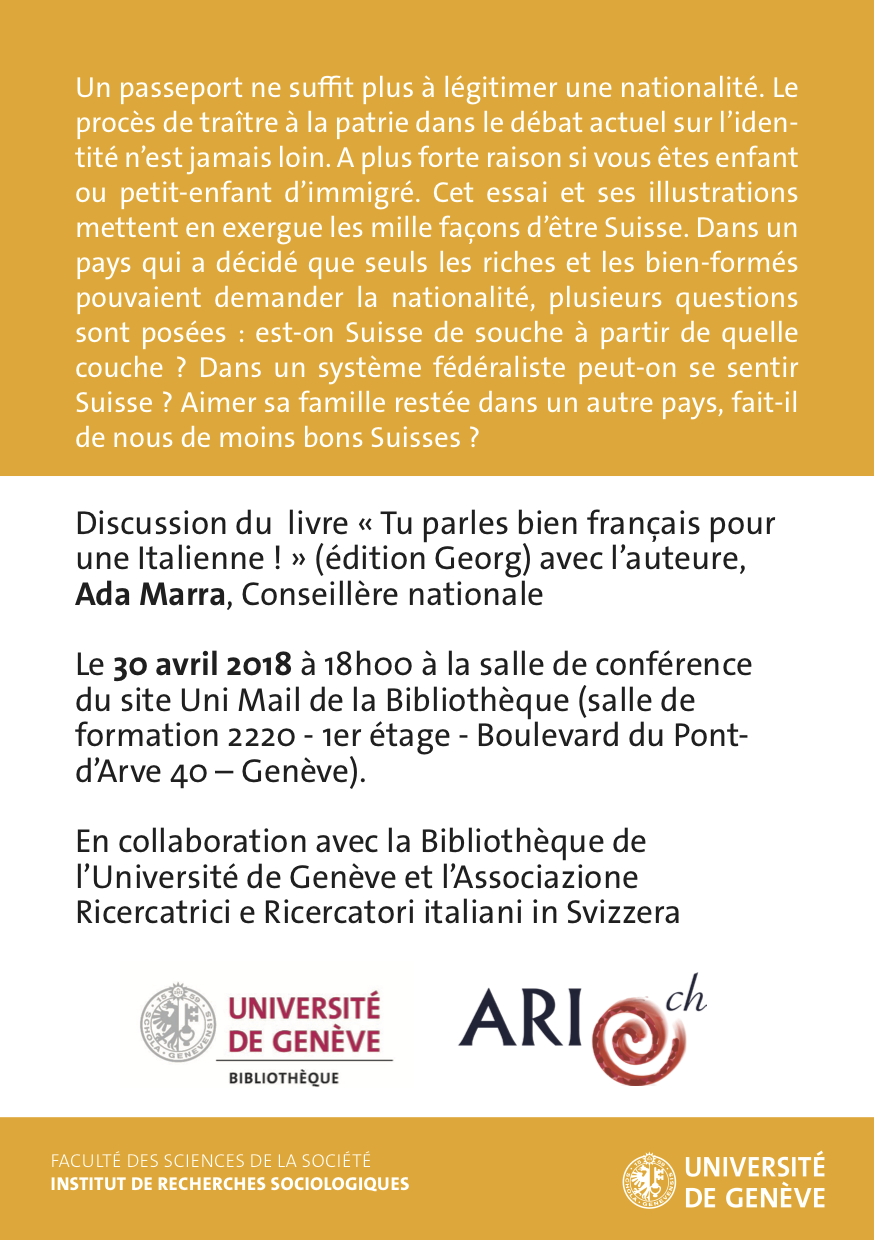 Un passeport ne suffit plus à légitimer une nationalité. Le
procès de traître à la patrie dans le débat actuel sur l’iden-
tité n’est jamais loin. A plus forte raison si vous êtes enfant
ou petit-enfant d’immigré. Cet essai et ses illustrations
mettent en exergue les mille façons d’être Suisse. Dans un
pays qui a décidé que seuls les riches et les bien-formés
pouvaient demander la nationalité, plusieurs questions
sont posées : est-on Suisse de souche à partir de quelle
couche ? Dans un système fédéraliste peut-on se sentir
Suisse ? Aimer sa famille restée dans un autre pays, fait-il
de nous de moins bons Suisses ?
Discussion du livre « Tu parles bien français pour
une Italienne ! » (édition Georg) avec l’auteure,
Ada Marra, Conseillère nationale
Le 30 avril 2018 à 18h00 à la salle de conférence
du site Uni Mail de la Bibliothèque (salle de
formation 2220 - 1er étage - Boulevard du Pont-
d’Arve 40 – Genève).
En collaboration avec la Bibliothèque de
l’Université de Genève et l’Associazione
Ricercatrici e Ricercatori italiani in Svizzera
1559
SCHOLA GENEVENSIS
UNIVERSITÉ
DE GENÈVE
BIBLIOTHÈQUE
ARI ch
FACULTÉ DES SCIENCES DE LA SOCIÉTÉ
INSTITUT DE RECHERCHES SOCIOLOGIQUES
1559
SCHOLA GENEVENSIS
UNIVERSITÉ
DE GENÈVE